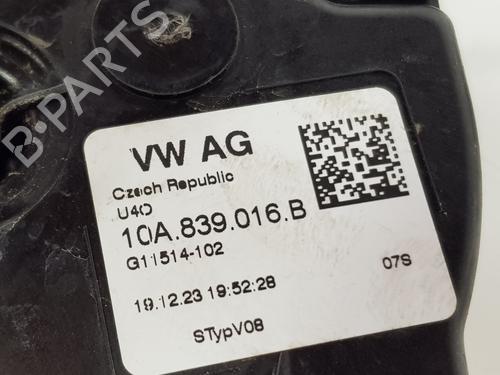 B-PARTS
VW AG
Czech Republic
U4O
10A.839.016.B
G11514-102
19.12.23 19:52:28
07S
STypV08